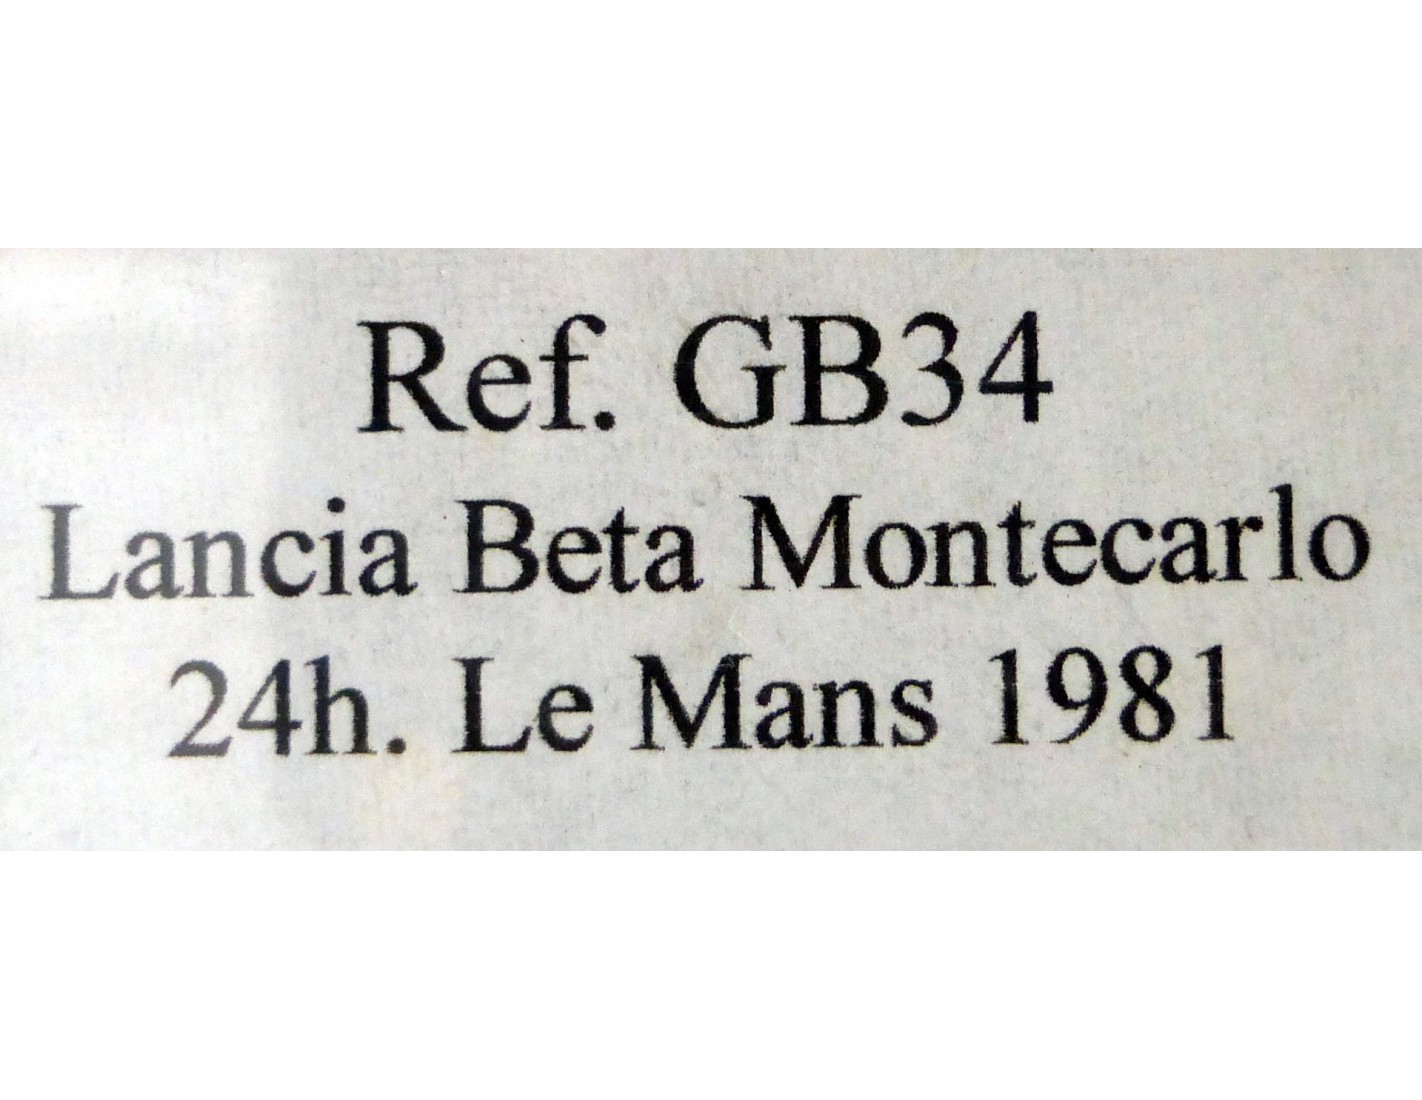 Ref. GB34
Lancia Beta Montecarlo
24h. Le Mans 1981